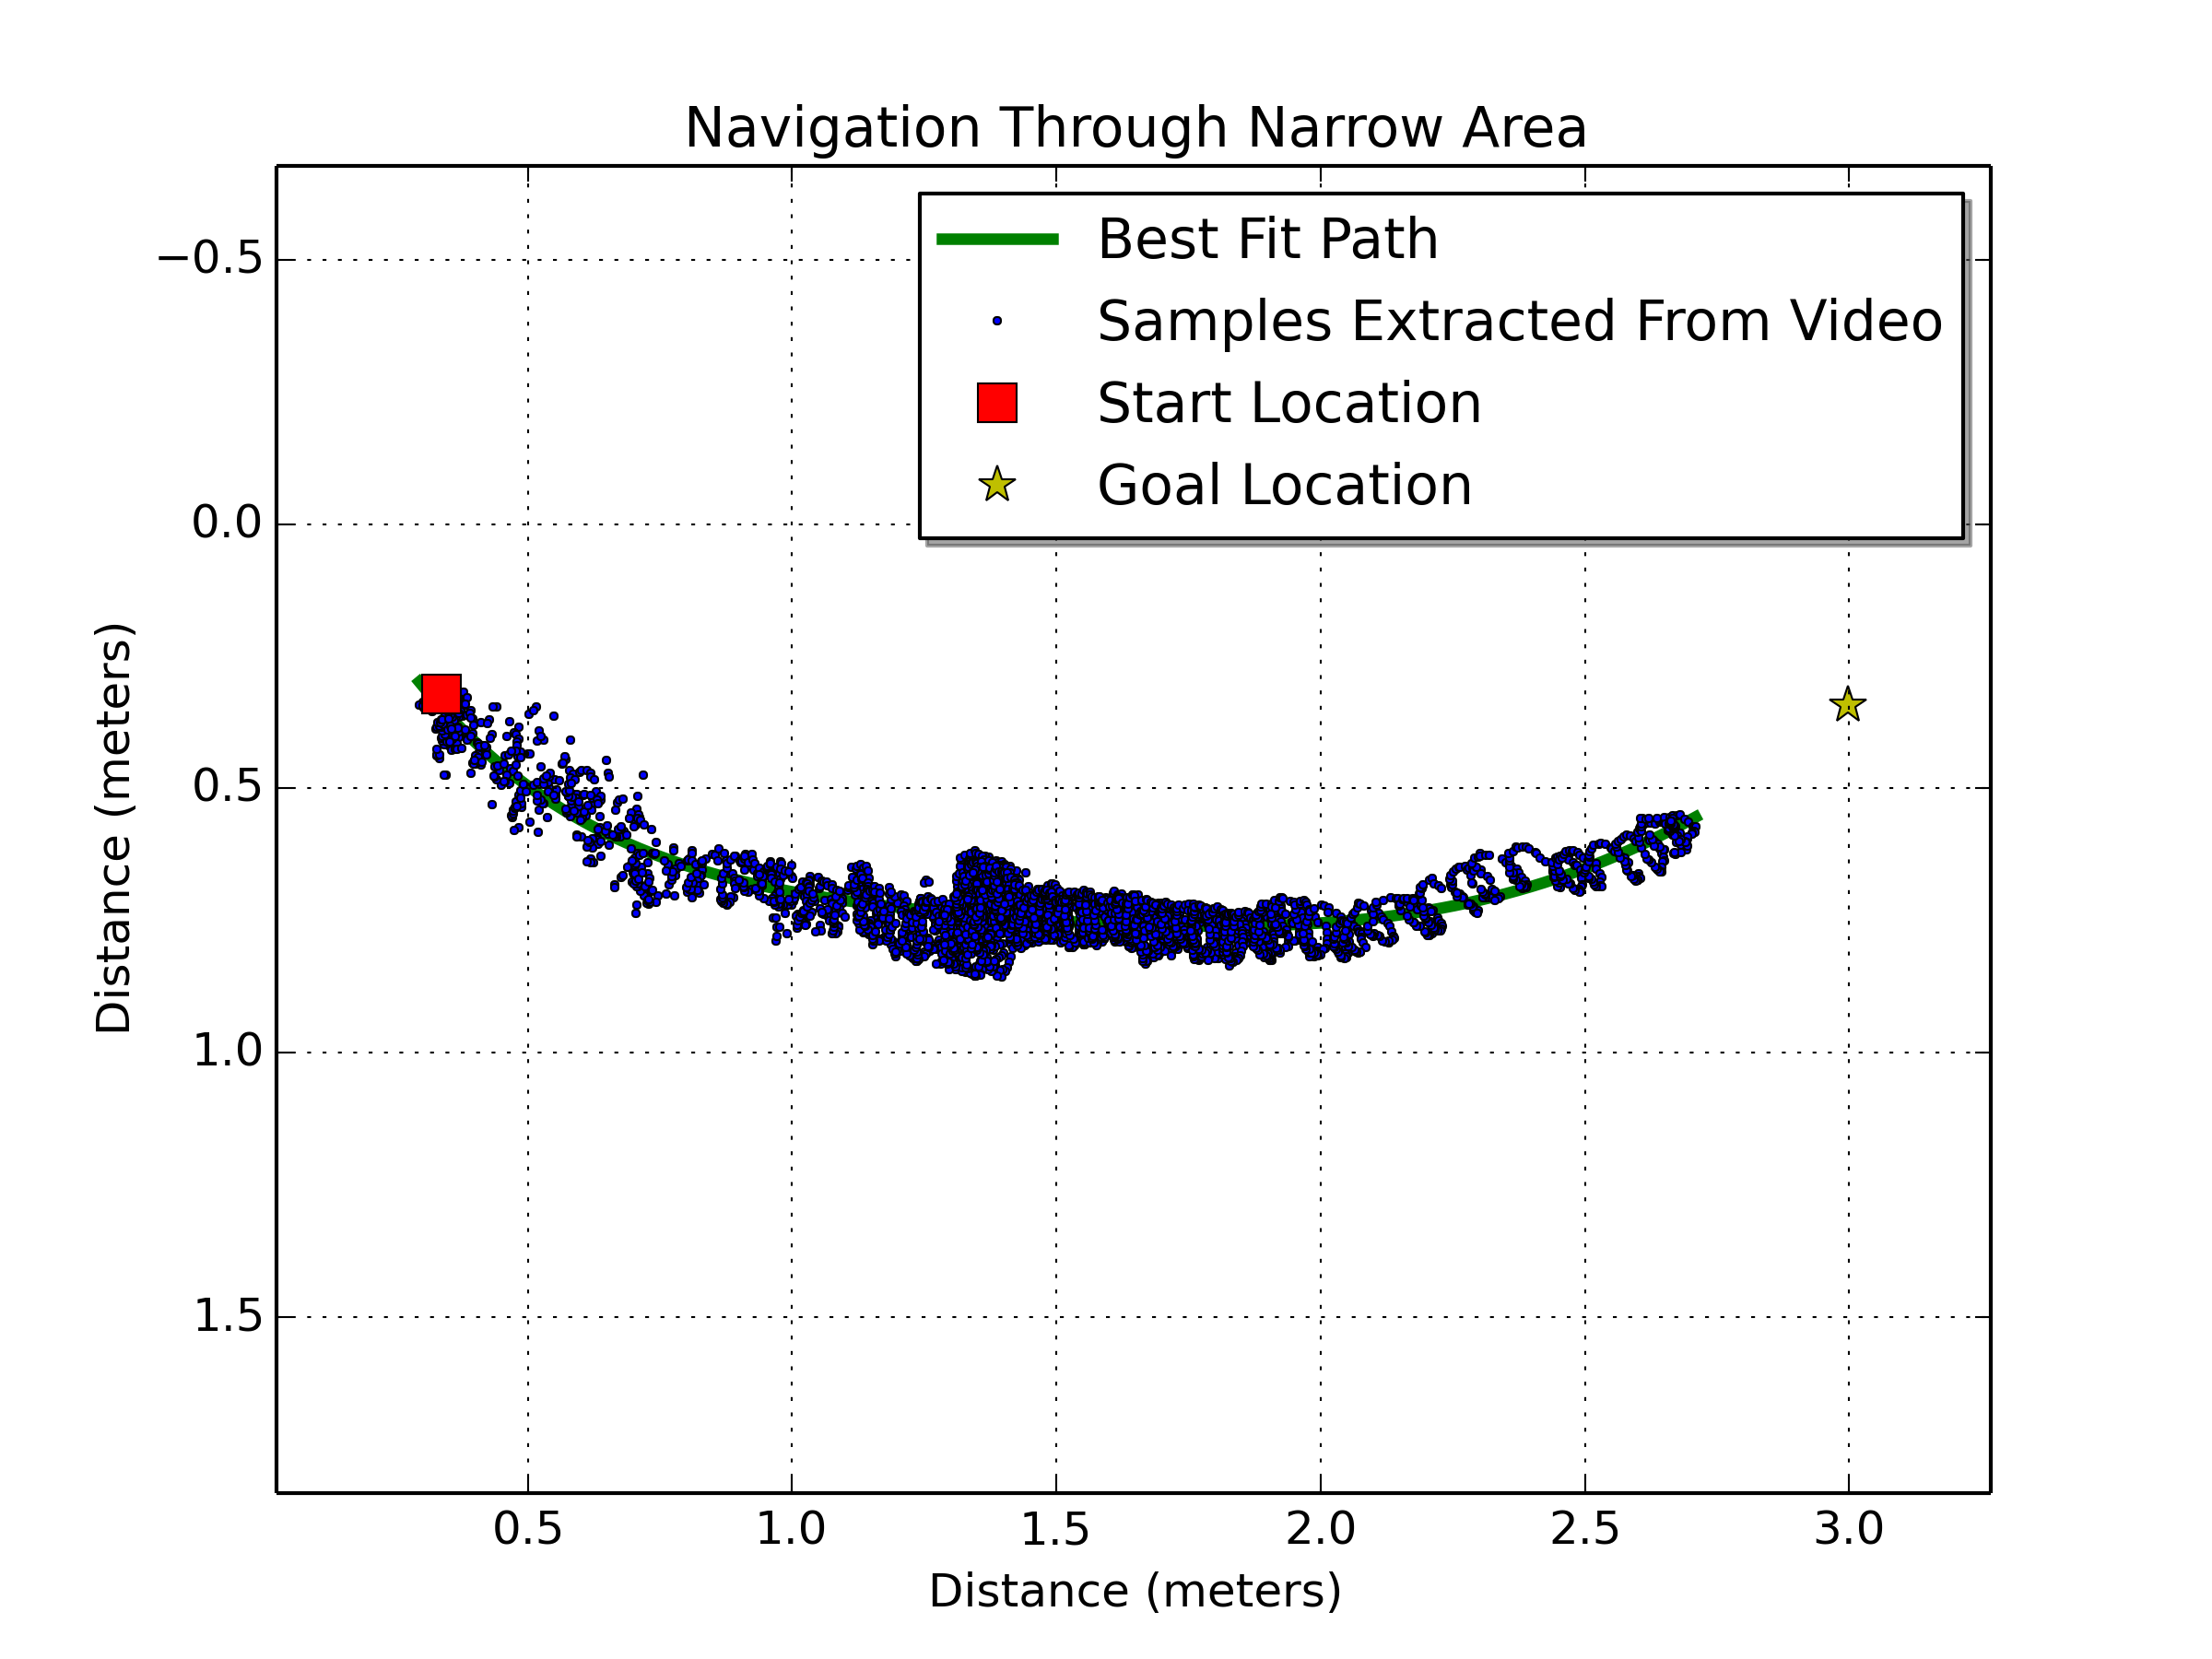 Navigation Through Narrow Area
Best Fit Path
Samples Extracted From Video
Start Location
Goal Location
−0.5
0.0
0.5
1.0
1.5
Distance (meters)
0.5
1.0
1.5
2.0
2.5
3.0
Distance (meters)